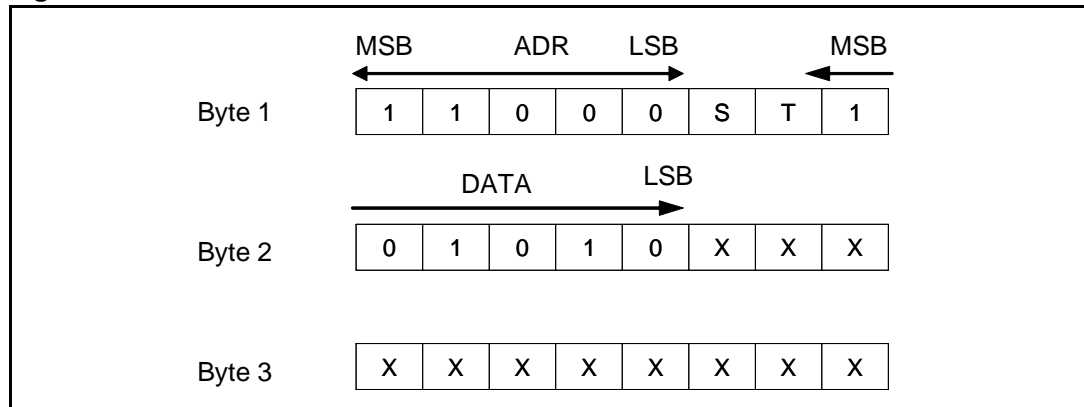 MSB ADR LSB MSB
Byte 1 1 1 0 0 0 S T 1
DATA LSB
Byte 2 0 1 0 1 0 X X X
Byte 3 X X X X X X X X